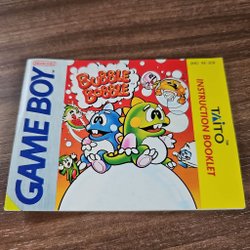 Nintendo
GAME BOY
BUBBLE BOBBLE
TAITO
INSTRUCTION BOOKLET